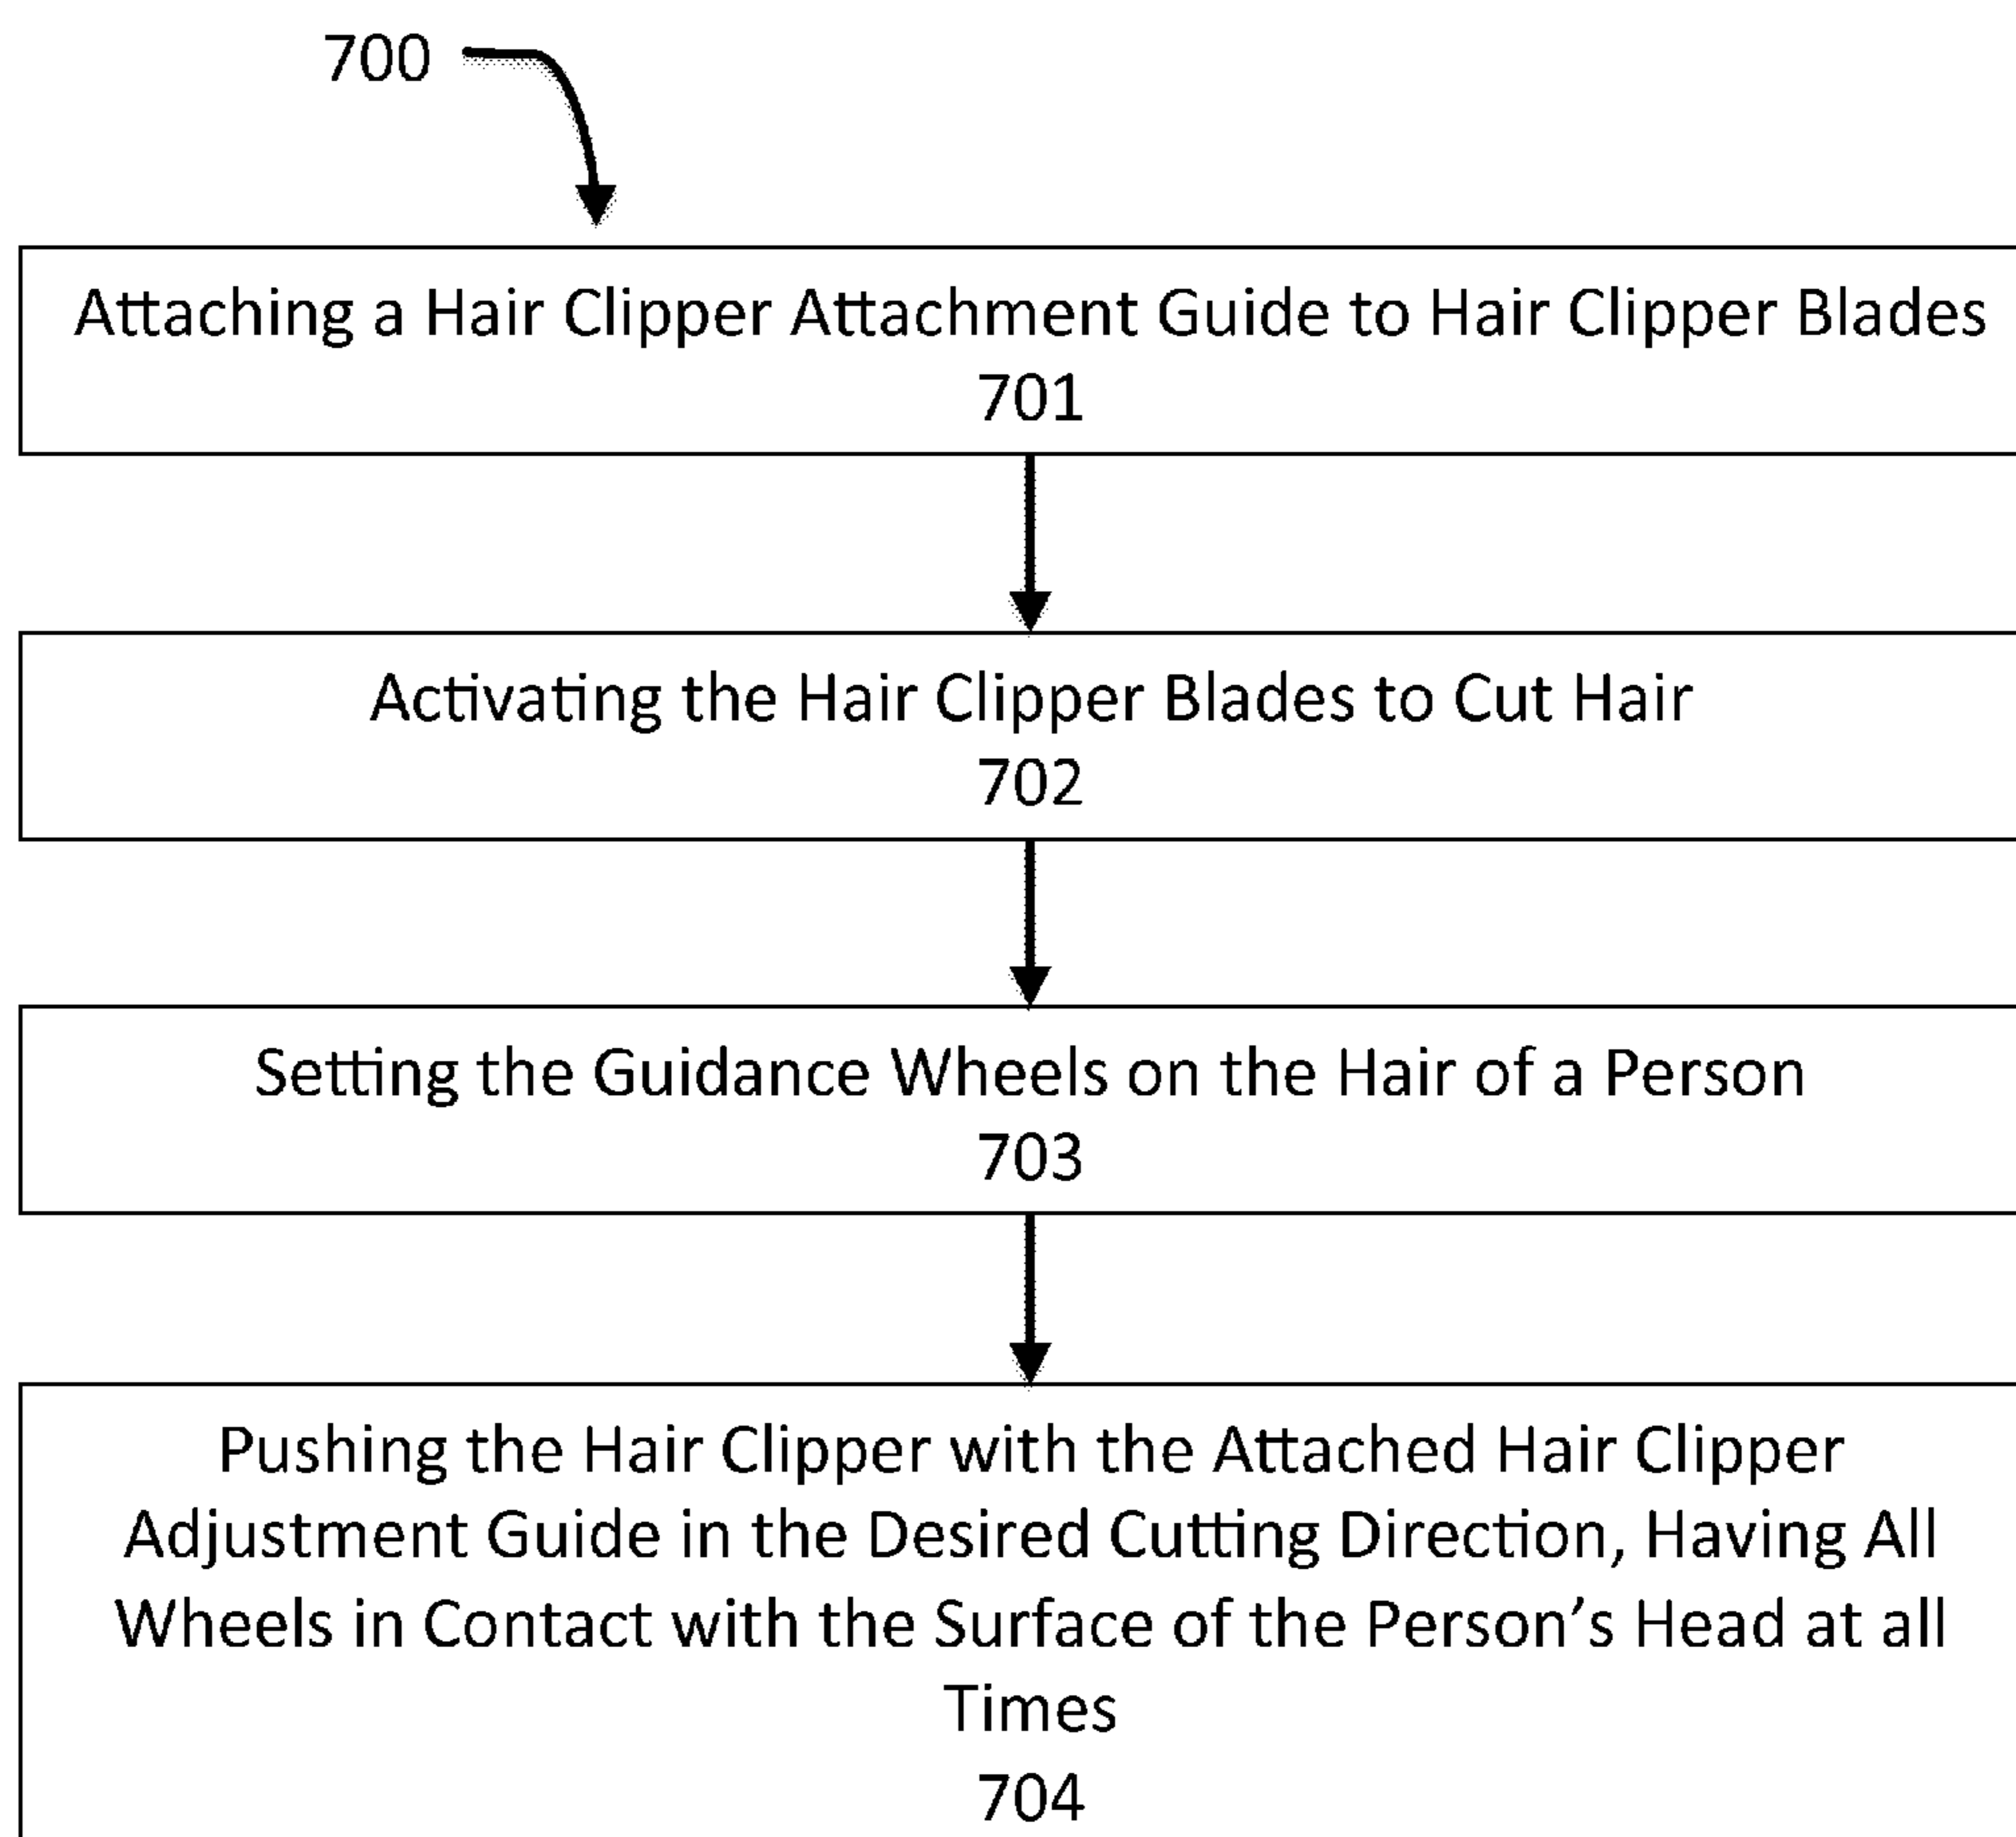 700
Attaching a Hair Clipper Attachment Guide to Hair Clipper Blades
701
Activating the Hair Clipper Blades to Cut Hair
702
Setting the Guidance Wheels on the Hair of a Person
703
Pushing the Hair Clipper with the Attached Hair Clipper
Adjustment Guide in the Desired Cutting Direction, Having All
Wheels in Contact with the Surface of the Person’s Head at all
Times
704